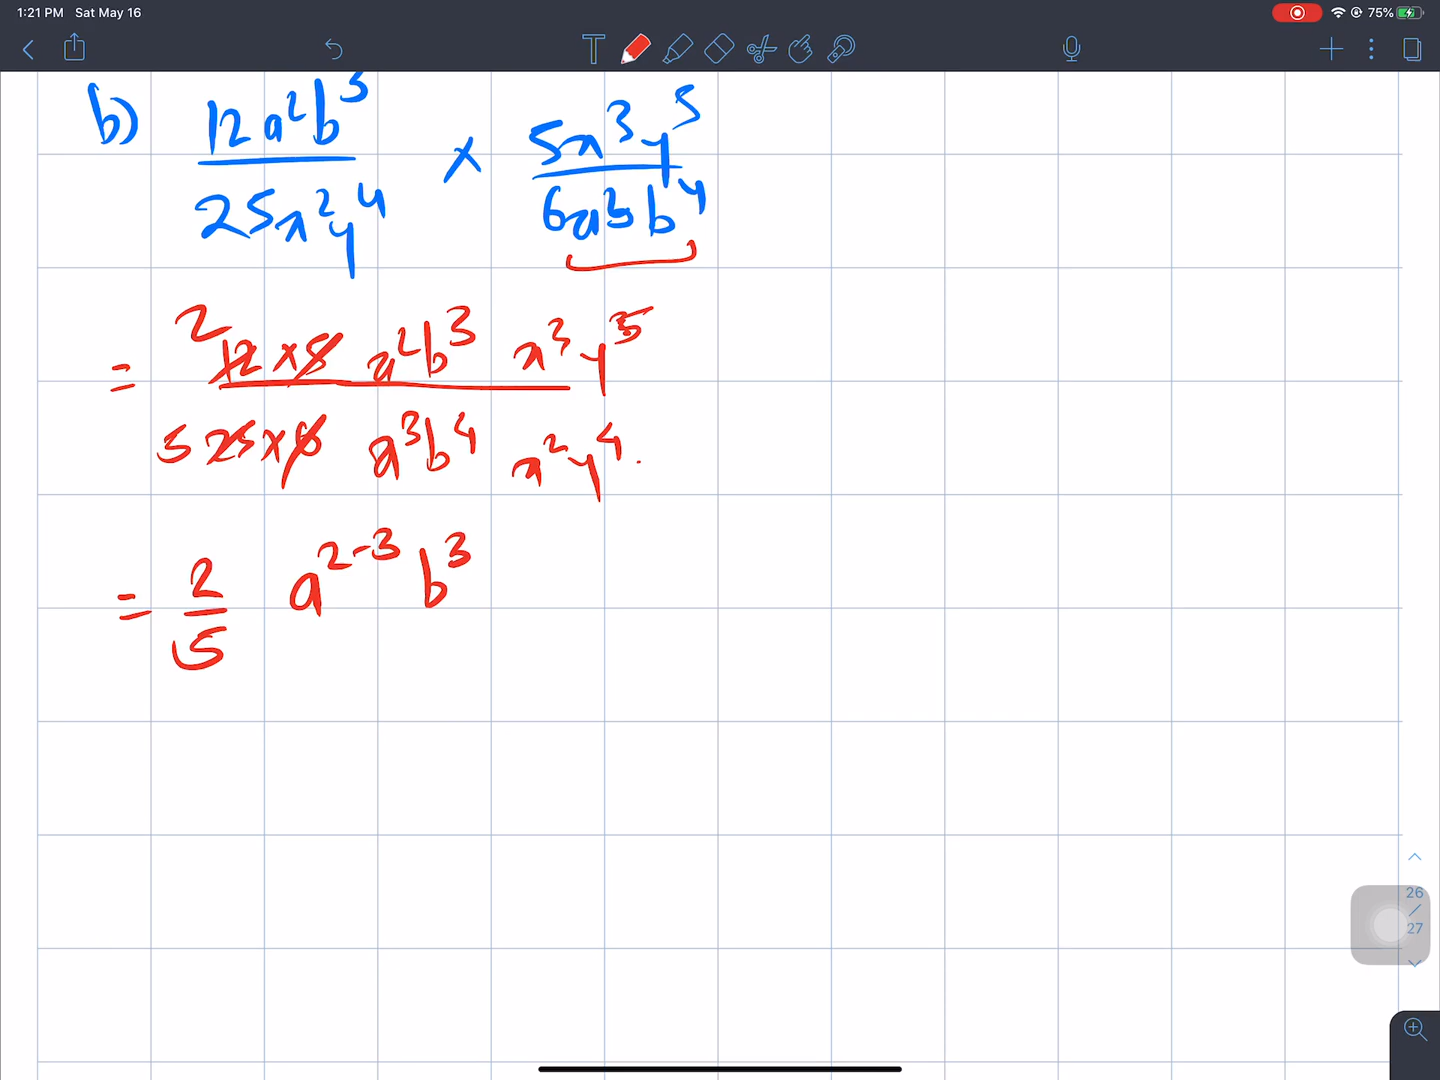 1:21 PM Sat May 16 75%
b) 12a²b³ / 25x²y⁴ × 5x³y⁵ / 6a³b⁴
= 2 12×5 a²b³ x³y⁵ / 5 25×6 a³b⁴ x²y⁴.
= 2/5 a²⁻³ b³
26 / 27